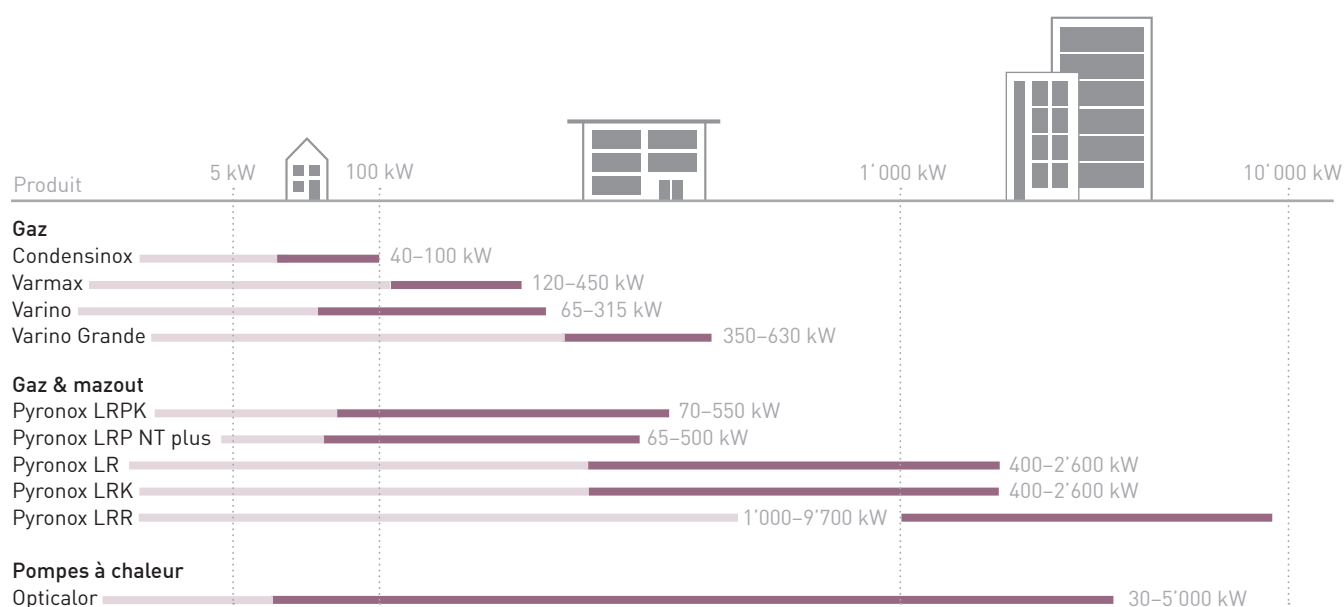 Produit 5 kW 100 kW 1'000 kW 10'000 kW
Gaz
Condensinox 40–100 kW
Varmax 120–450 kW
Varino 65–315 kW
Varino Grande 350–630 kW
Gaz & mazout
Pyronox LRPK 70–550 kW
Pyronox LRP NT plus 65–500 kW
Pyronox LR 400–2’600 kW
Pyronox LRK 400–2’600 kW
Pyronox LRR 1’000–9’700 kW
Pompes à chaleur
Opticalor 30–5’000 kW